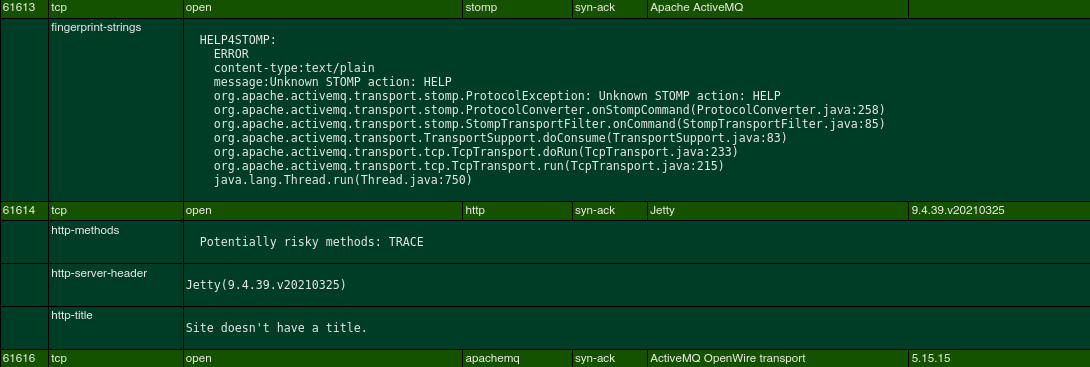 61613 tcp open stomp syn-ack Apache ActiveMQ
fingerprint-strings
HELP4STOMP:
ERROR
content-type:text/plain
message:Unknown STOMP action: HELP
org.apache.activemq.transport.stomp.ProtocolException: Unknown STOMP action: HELP
org.apache.activemq.transport.stomp.ProtocolConverter.onStompCommand(ProtocolConverter.java:258)
org.apache.activemq.transport.stomp.StompTransportFilter.onCommand(StompTransportFilter.java:85)
org.apache.activemq.transport.TransportSupport.doConsume(TransportSupport.java:83)
org.apache.activemq.transport.tcp.TcpTransport.doRun(TcpTransport.java:233)
org.apache.activemq.transport.tcp.TcpTransport.run(TcpTransport.java:215)
java.lang.Thread.run(Thread.java:750)
61614 tcp open http syn-ack Jetty 9.4.39.v20210325
http-methods
Potentially risky methods: TRACE
http-server-header
Jetty(9.4.39.v20210325)
http-title
Site doesn't have a title.
61616 tcp open apachemq syn-ack ActiveMQ OpenWire transport 5.15.15